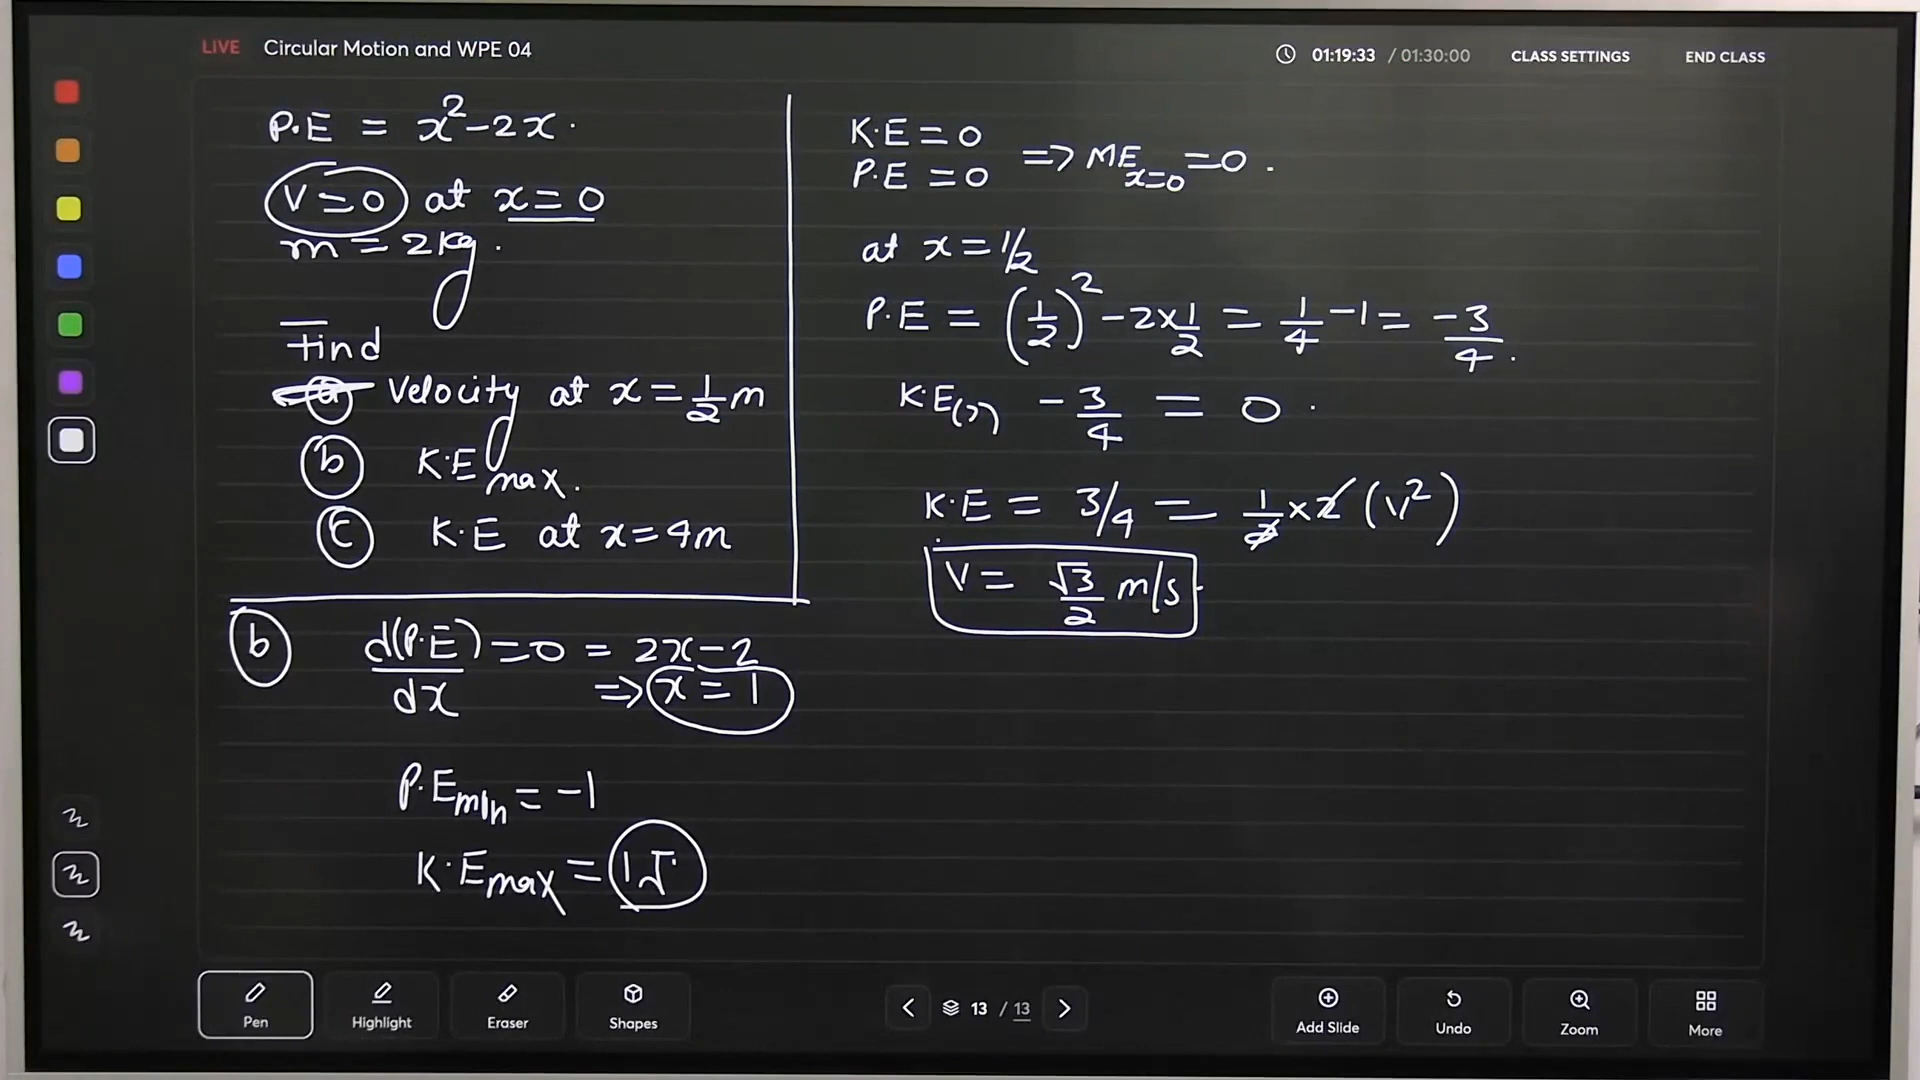 LIVE Circular Motion and WPE 04
01:19:33 / 01:30:00 CLASS SETTINGS END CLASS
P.E = x² - 2x .
V = 0 at x = 0
m = 2 kg .
Find
(a) Velocity at x = 1/2 m
(b) K.E max .
(c) K.E at x = 4m
K.E = 0
P.E = 0 => ME x=0 = 0 .
at x = 1/2
P.E = (1/2)² - 2 × 1/2 = 1/4 - 1 = -3/4 .
K.E(?) - 3/4 = 0 .
K.E = 3/4 = 1/2 × 2 (V²)
V = √3/2 m/s
(b) d(P.E)/dx = 0 = 2x - 2
=> x = 1
P.E min = -1
K.E max = 1J
Pen Highlight Eraser Shapes
13 / 13
Add Slide Undo Zoom More